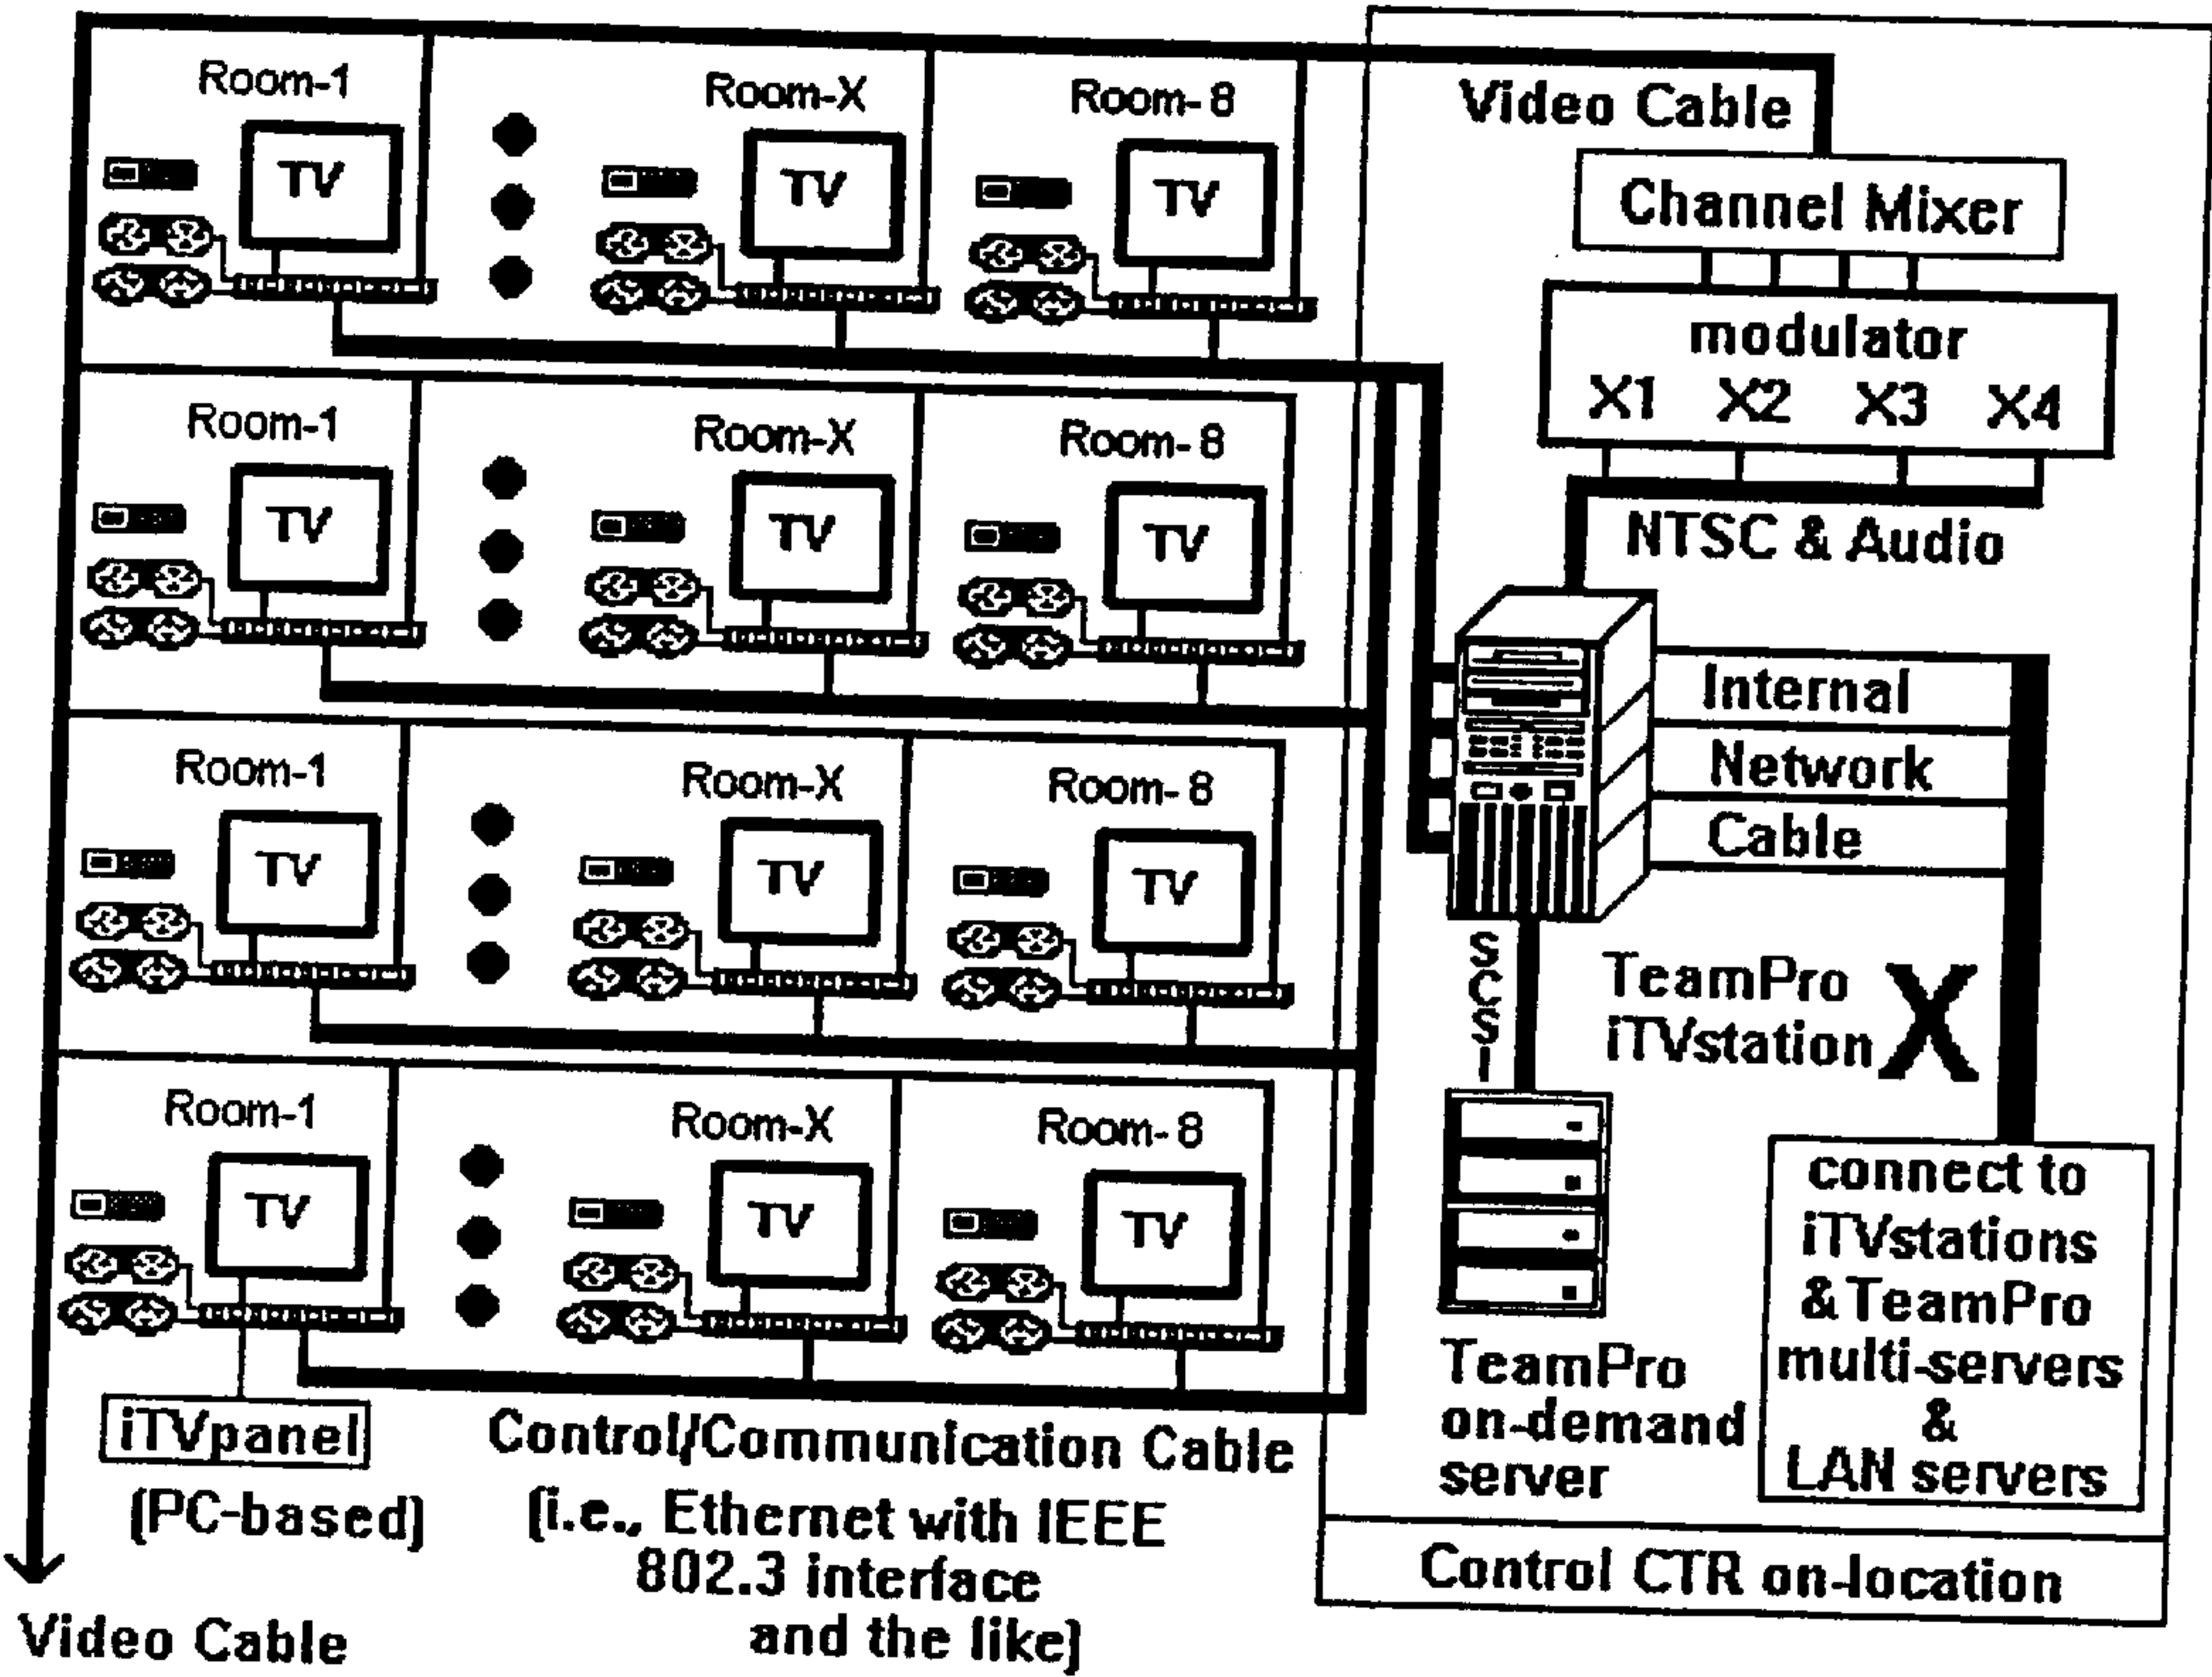 Room-1
Room-X
Room-8
TV
TV
TV
Room-1
Room-X
Room-8
TV
TV
TV
Room-1
Room-X
Room-8
TV
TV
TV
Room-1
Room-X
Room-8
TV
TV
TV
iTVpanel
(PC-based)
Control/Communication Cable
(i.e., Ethernet with IEEE
802.3 interface
and the like)
Video Cable
Video Cable
Channel Mixer
modulator
X1 X2 X3 X4
NTSC & Audio
Internal
Network
Cable
SCSI
TeamPro
iTVstation
X
TeamPro
on-demand
server
connect to
iTVstations
&TeamPro
multi-servers
&
LAN servers
Control CTR on-location